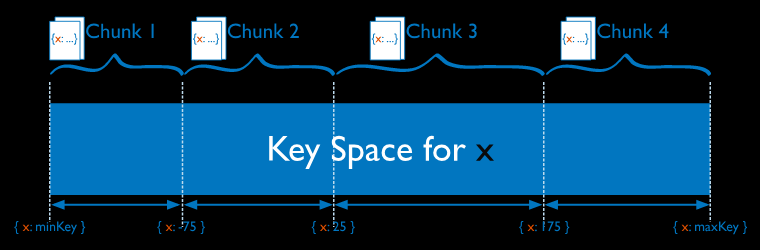 {x: ...} Chunk 1
{x: ...} Chunk 2
{x: ...} Chunk 3
{x: ...} Chunk 4
Key Space for x
{ x: minKey }
{ x: -75 }
{ x: 25 }
{ x: 175 }
{ x: maxKey }